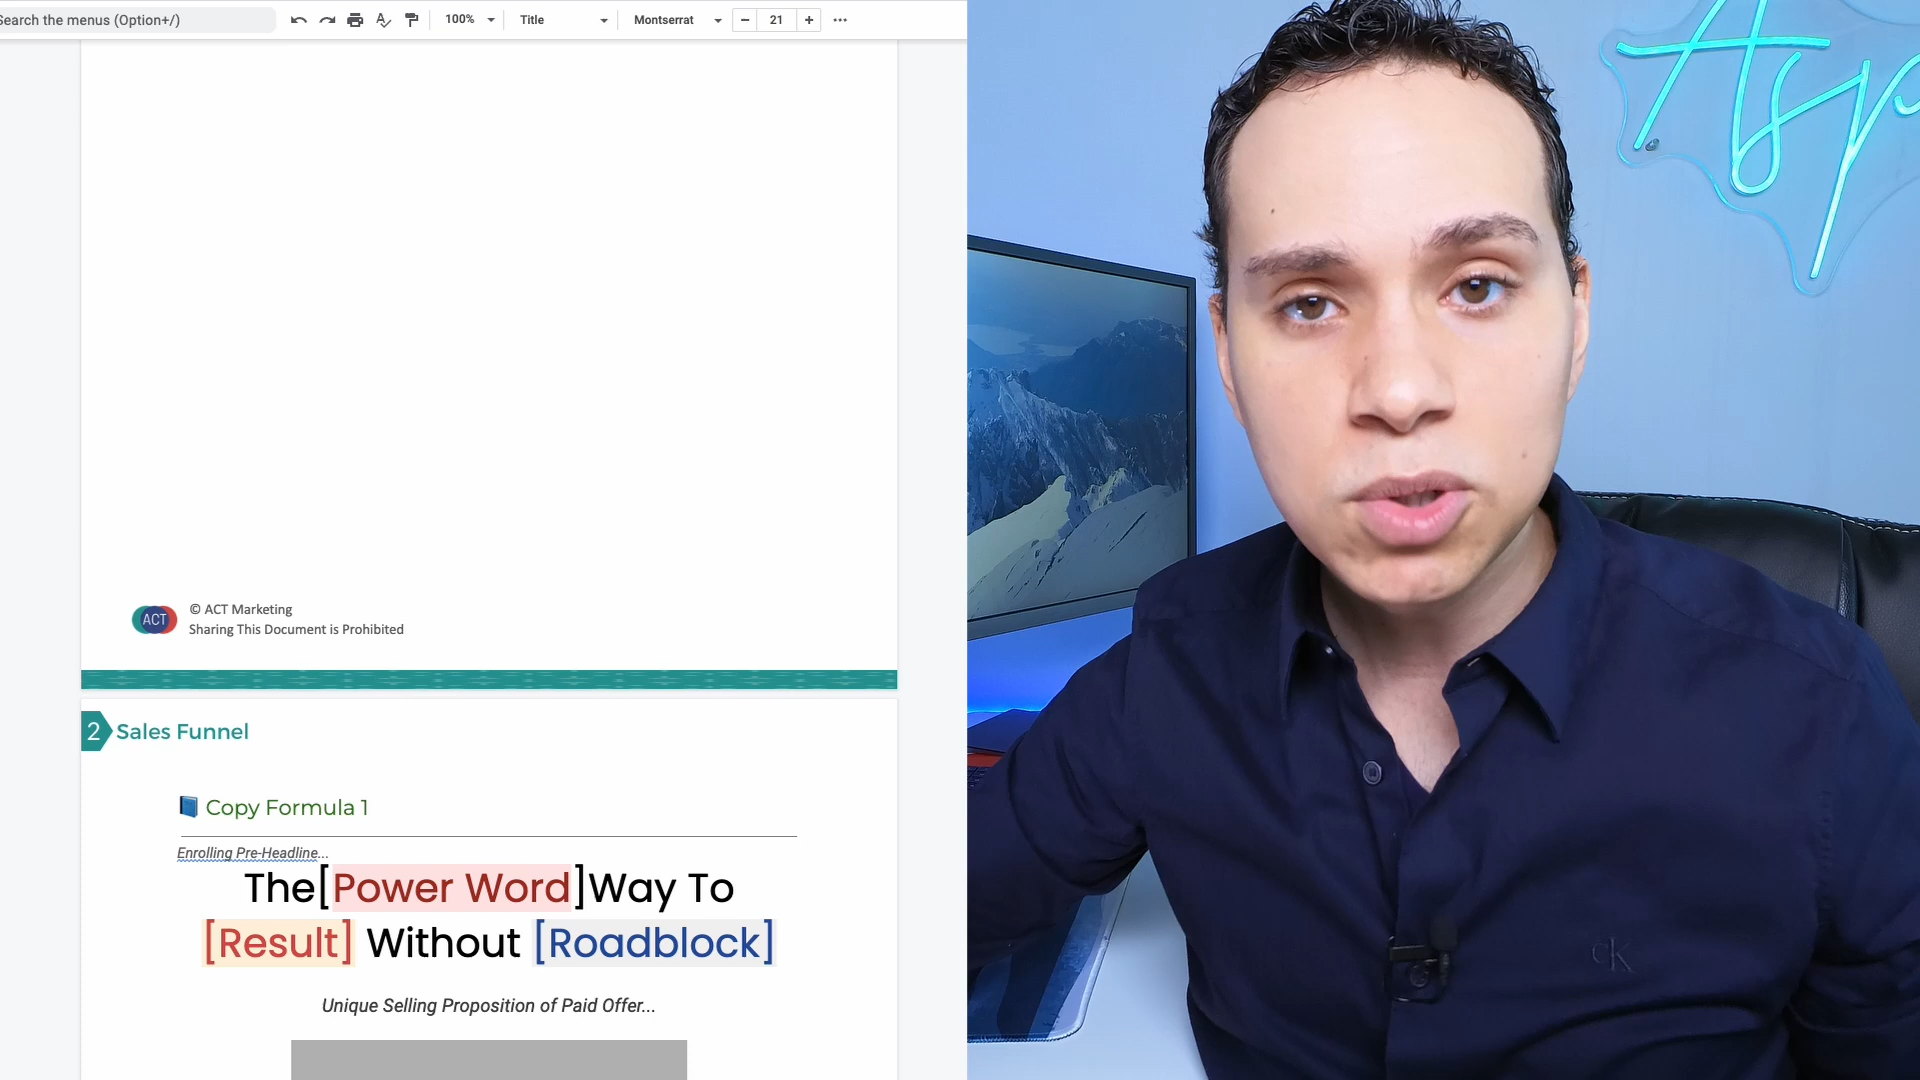 Search the menus (Option+/)
100%
Title
Montserrat
21
ACT
© ACT Marketing
Sharing This Document is Prohibited
2 Sales Funnel
Copy Formula 1
Enrolling Pre-Headline...
The[Power Word]Way To
[Result] Without [Roadblock]
Unique Selling Proposition of Paid Offer...
Asp
CK